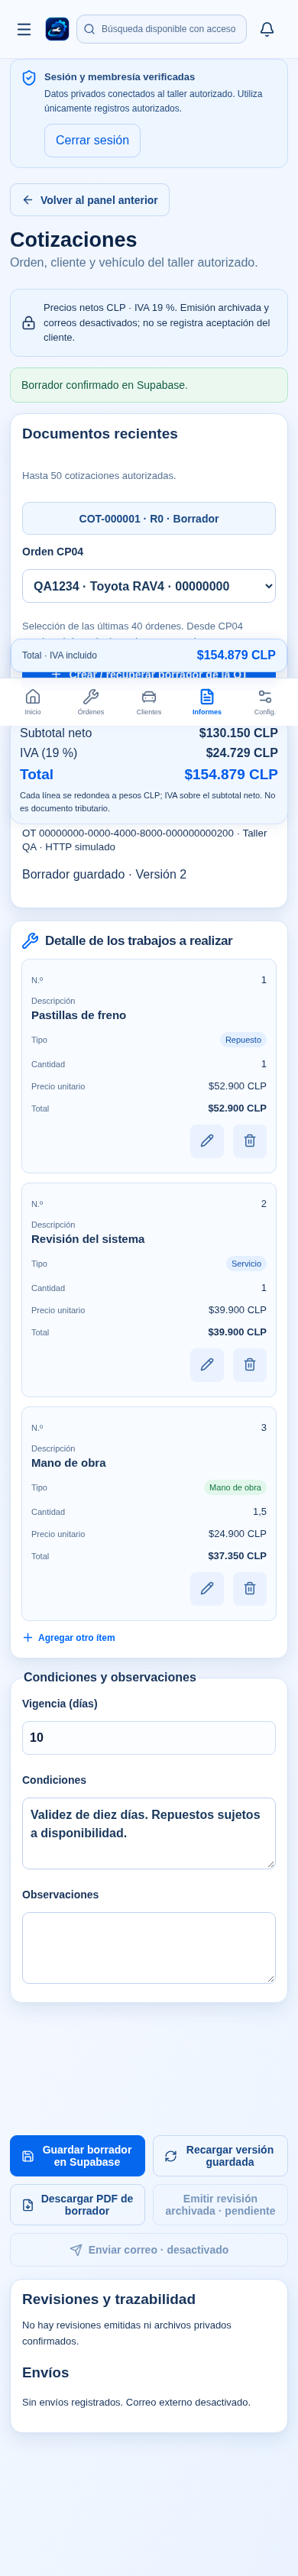 Búsqueda disponible con acceso
Sesión y membresía verificadas
Datos privados conectados al taller autorizado. Utiliza
únicamente registros autorizados.
Cerrar sesión
Volver al panel anterior
Cotizaciones
Orden, cliente y vehículo del taller autorizado.
Precios netos CLP · IVA 19 %. Emisión archivada y
correos desactivados; no se registra aceptación del
cliente.
Borrador confirmado en Supabase.
Documentos recientes
Hasta 50 cotizaciones autorizadas.
COT-000001 · R0 · Borrador
Orden CP04
QA1234 · Toyota RAV4 · 00000000
Selección de las últimas 40 órdenes. Desde CP04
Total · IVA incluido $154.879 CLP
Crear / recuperar borrador de la OT
Inicio Órdenes Clientes Informes Config.
Subtotal neto $130.150 CLP
IVA (19 %) $24.729 CLP
Total $154.879 CLP
Cada línea se redondea a pesos CLP; IVA sobre el subtotal neto. No
es documento tributario.
OT 00000000-0000-4000-8000-000000000200 · Taller
QA · HTTP simulado
Borrador guardado · Versión 2
Detalle de los trabajos a realizar
N.º 1
Descripción
Pastillas de freno
Tipo Repuesto
Cantidad 1
Precio unitario $52.900 CLP
Total $52.900 CLP
N.º 2
Descripción
Revisión del sistema
Tipo Servicio
Cantidad 1
Precio unitario $39.900 CLP
Total $39.900 CLP
N.º 3
Descripción
Mano de obra
Tipo Mano de obra
Cantidad 1,5
Precio unitario $24.900 CLP
Total $37.350 CLP
Agregar otro ítem
Condiciones y observaciones
Vigencia (días)
10
Condiciones
Validez de diez días. Repuestos sujetos
a disponibilidad.
Observaciones
Guardar borrador
en Supabase
Recargar versión
guardada
Descargar PDF de
borrador
Emitir revisión
archivada · pendiente
Enviar correo · desactivado
Revisiones y trazabilidad
No hay revisiones emitidas ni archivos privados
confirmados.
Envíos
Sin envíos registrados. Correo externo desactivado.